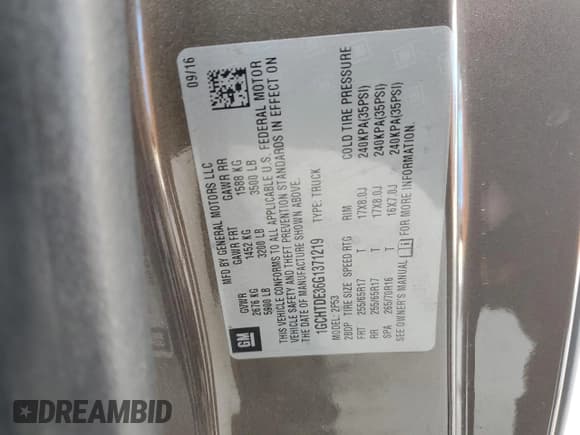 09/16
MFD BY GENERAL MOTORS LLC
GVWR GAWR FRT GAWR RR
2676 KG 1452 KG 1588 KG
5900 LB 3200 LB 3500 LB
THIS VEHICLE CONFORMS TO ALL APPLICABLE U.S. FEDERAL MOTOR
VEHICLE SAFETY AND THEFT PREVENTION STANDARDS IN EFFECT ON
THE DATE OF MANUFACTURE SHOWN ABOVE.
1GCHTDE36G1371219 TYPE: TRUCK
MODEL: 2P53
2BDP TIRE SIZE SPEED RTG RIM COLD TIRE PRESSURE
FRT 255/65R17 T 17X8.0J 240KPA(35PSI)
RR 255/65R17 T 17X8.0J 240KPA(35PSI)
SPA 265/70R16 T 16X7.0J 240KPA(35PSI)
SEE OWNER'S MANUAL FOR MORE INFORMATION.
GM
DREAMBID